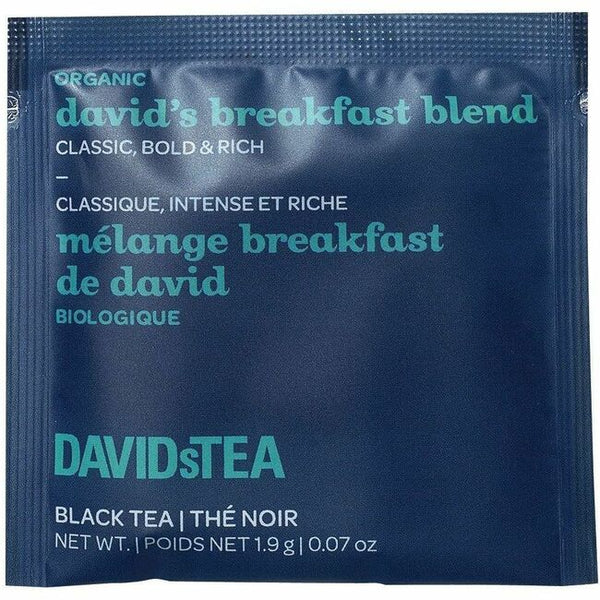 ORGANIC
david's breakfast blend
CLASSIC, BOLD & RICH
–
CLASSIQUE, INTENSE ET RICHE
mélange breakfast
de david
BIOLOGIQUE
DAVIDsTEA
BLACK TEA | THÉ NOIR
NET WT. | POIDS NET 1.9 g | 0.07 oz